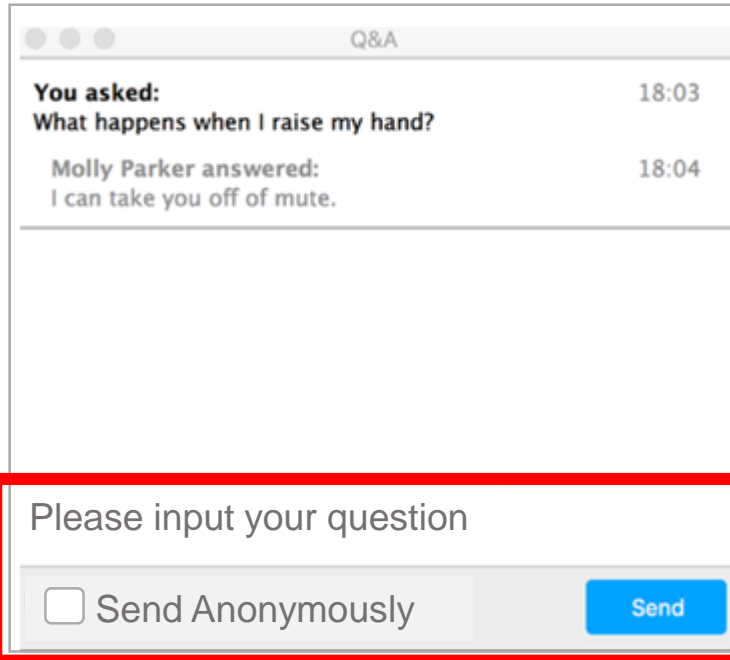 Q&A
You asked: 18:03
What happens when I raise my hand?
Molly Parker answered: 18:04
I can take you off of mute.
Please input your question
Send Anonymously Send